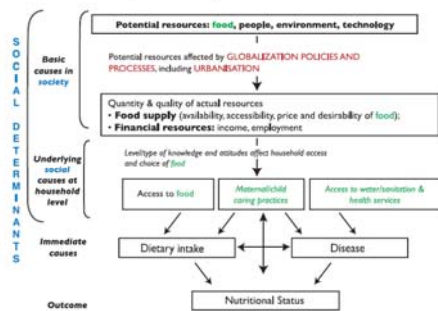 Potential resources: food, people, environment, technology
Potential resources affected by GLOBALIZATION POLICIES AND
PROCESSES, including URBANISATION
Basic
causes in
society
Quantity & quality of actual resources
• Food supply (availability, accessibility, price and desirability of food);
• Financial resources: income, employment
SOCIAL DETERMINANTS
Underlying
social
causes at
household
level
Level/type of knowledge and attitudes affect household access
and choice of food
Access to food
Maternal/child
caring practices
Access to water/sanitation &
health services
Immediate
causes
Dietary intake
Disease
Outcome
Nutritional Status